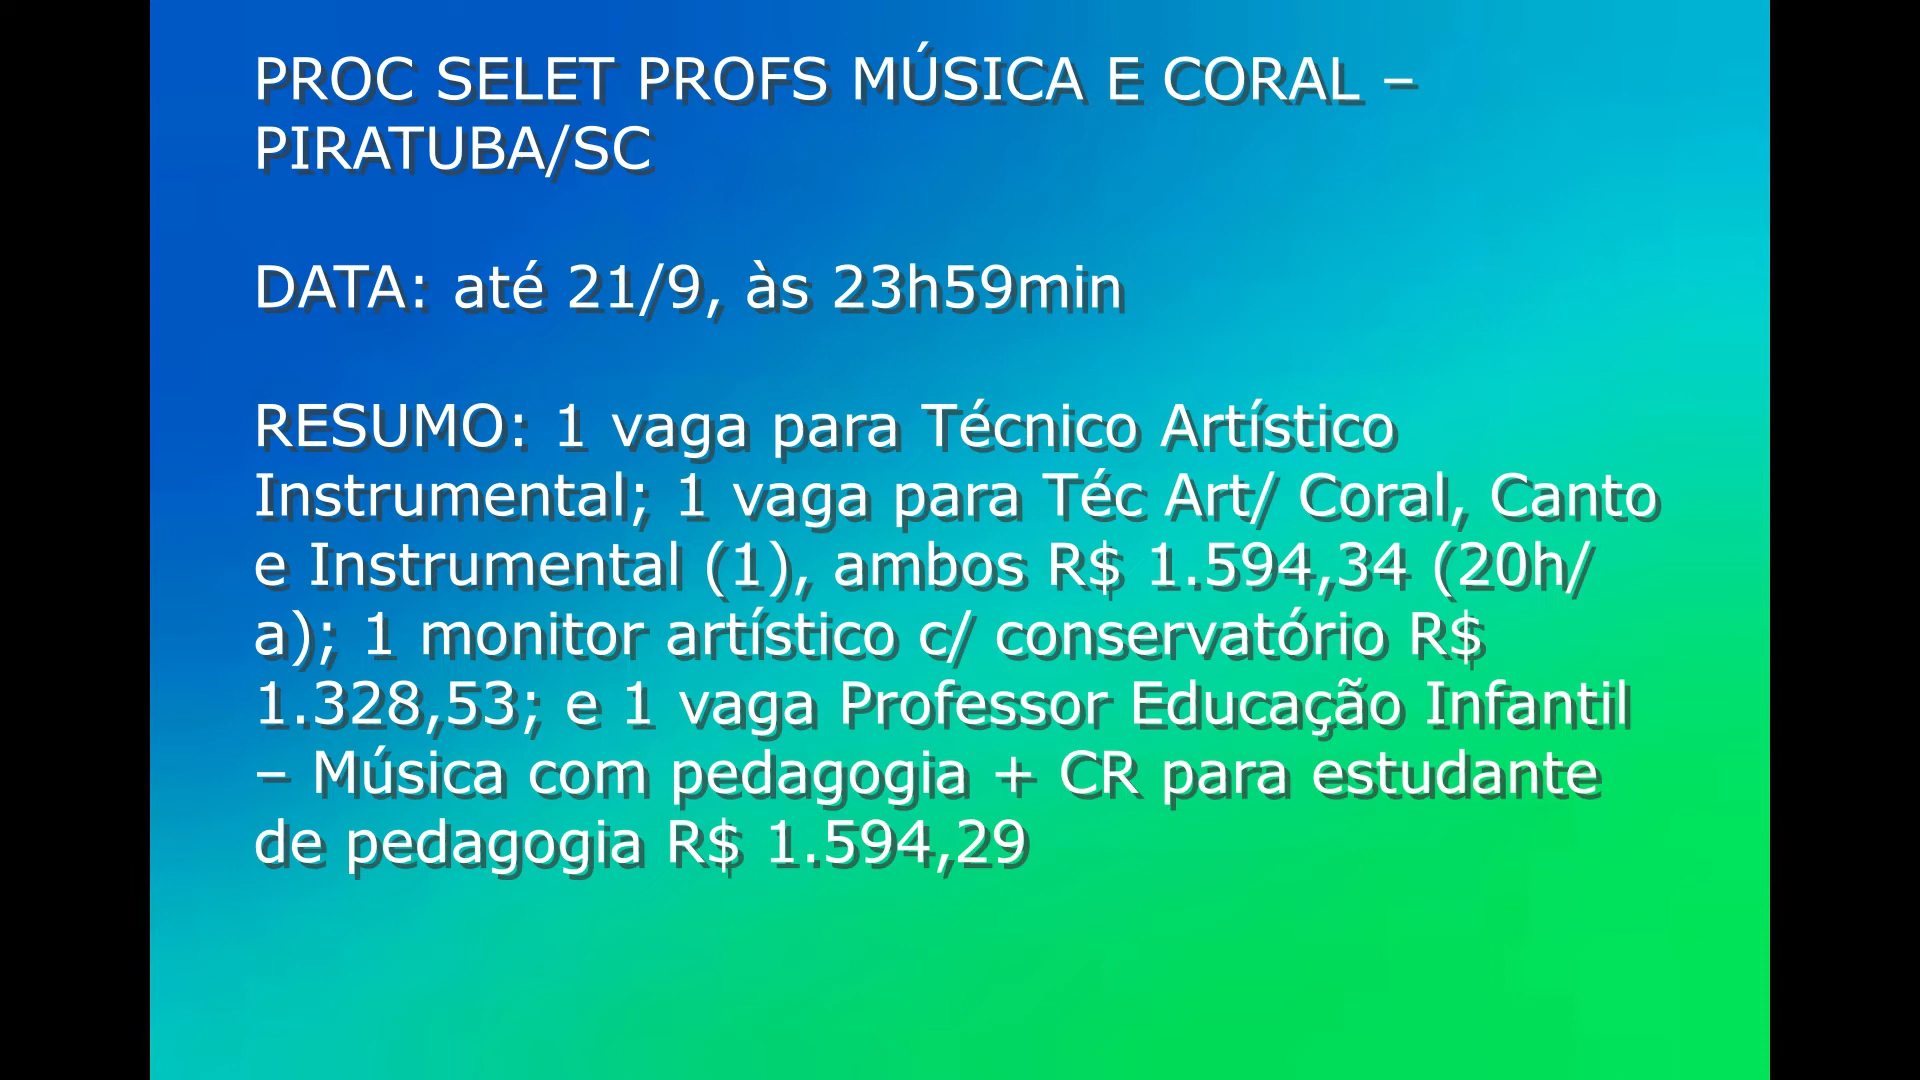 PROC SELET PROFS MÚSICA E CORAL –
PIRATUBA/SC
DATA: até 21/9, às 23h59min
RESUMO: 1 vaga para Técnico Artístico
Instrumental; 1 vaga para Téc Art/ Coral, Canto
e Instrumental (1), ambos R$ 1.594,34 (20h/
a); 1 monitor artístico c/ conservatório R$
1.328,53; e 1 vaga Professor Educação Infantil
– Música com pedagogia + CR para estudante
de pedagogia R$ 1.594,29